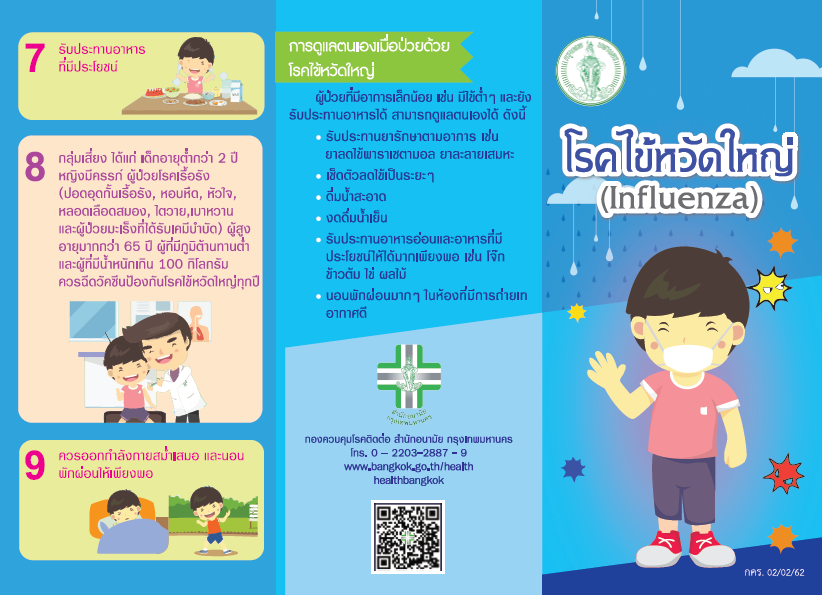 7
รับประทานอาหาร
ที่มีประโยชน์
8
กลุ่มเสี่ยง ได้แก่ เด็กอายุต่ำกว่า 2 ปี
หญิงมีครรภ์ ผู้ป่วยโรคเรื้อรัง
(ปอดอุดกั้นเรื้อรัง, หอบหืด, หัวใจ,
หลอดเลือดสมอง, ไตวาย,เบาหวาน
และผู้ป่วยมะเร็งที่ได้รับเคมีบำบัด) ผู้สูง
อายุมากกว่า 65 ปี ผู้ที่มีภูมิต้านทานต่ำ
และผู้ที่มีน้ำหนักเกิน 100 กิโลกรัม
ควรฉีดวัคซีนป้องกันโรคไข้หวัดใหญ่ทุกปี
9
ควรออกกำลังกายสม่ำเสมอ และนอน
พักผ่อนให้เพียงพอ
การดูแลตนเองเมื่อป่วยด้วย
โรคไข้หวัดใหญ่
ผู้ป่วยที่มีอาการเล็กน้อย เช่น มีไข้ต่ำๆ และยัง
รับประทานอาหารได้ สามารถดูแลตนเองได้ ดังนี้
• รับประทานยารักษาตามอาการ เช่น
ยาลดไข้พาราเซตามอล ยาละลายเสมหะ
• เช็ดตัวลดไข้เป็นระยะๆ
• ดื่มน้ำสะอาด
• งดดื่มน้ำเย็น
• รับประทานอาหารอ่อนและอาหารที่มี
ประโยชน์ให้ได้มากเพียงพอ เช่น โจ๊ก
ข้าวต้ม ไข่ ผลไม้
• นอนพักผ่อนมากๆ ในห้องที่มีการถ่ายเท
อากาศดี
สำนักอนามัย
กรุงเทพมหานคร
กองควบคุมโรคติดต่อ สำนักอนามัย กรุงเทพมหานคร
โทร. 0 – 2203-2887 - 9
www.bangkok.go.th/health
healthbangkok
โรคไข้หวัดใหญ่
(Influenza)
กคร. 02/02/62